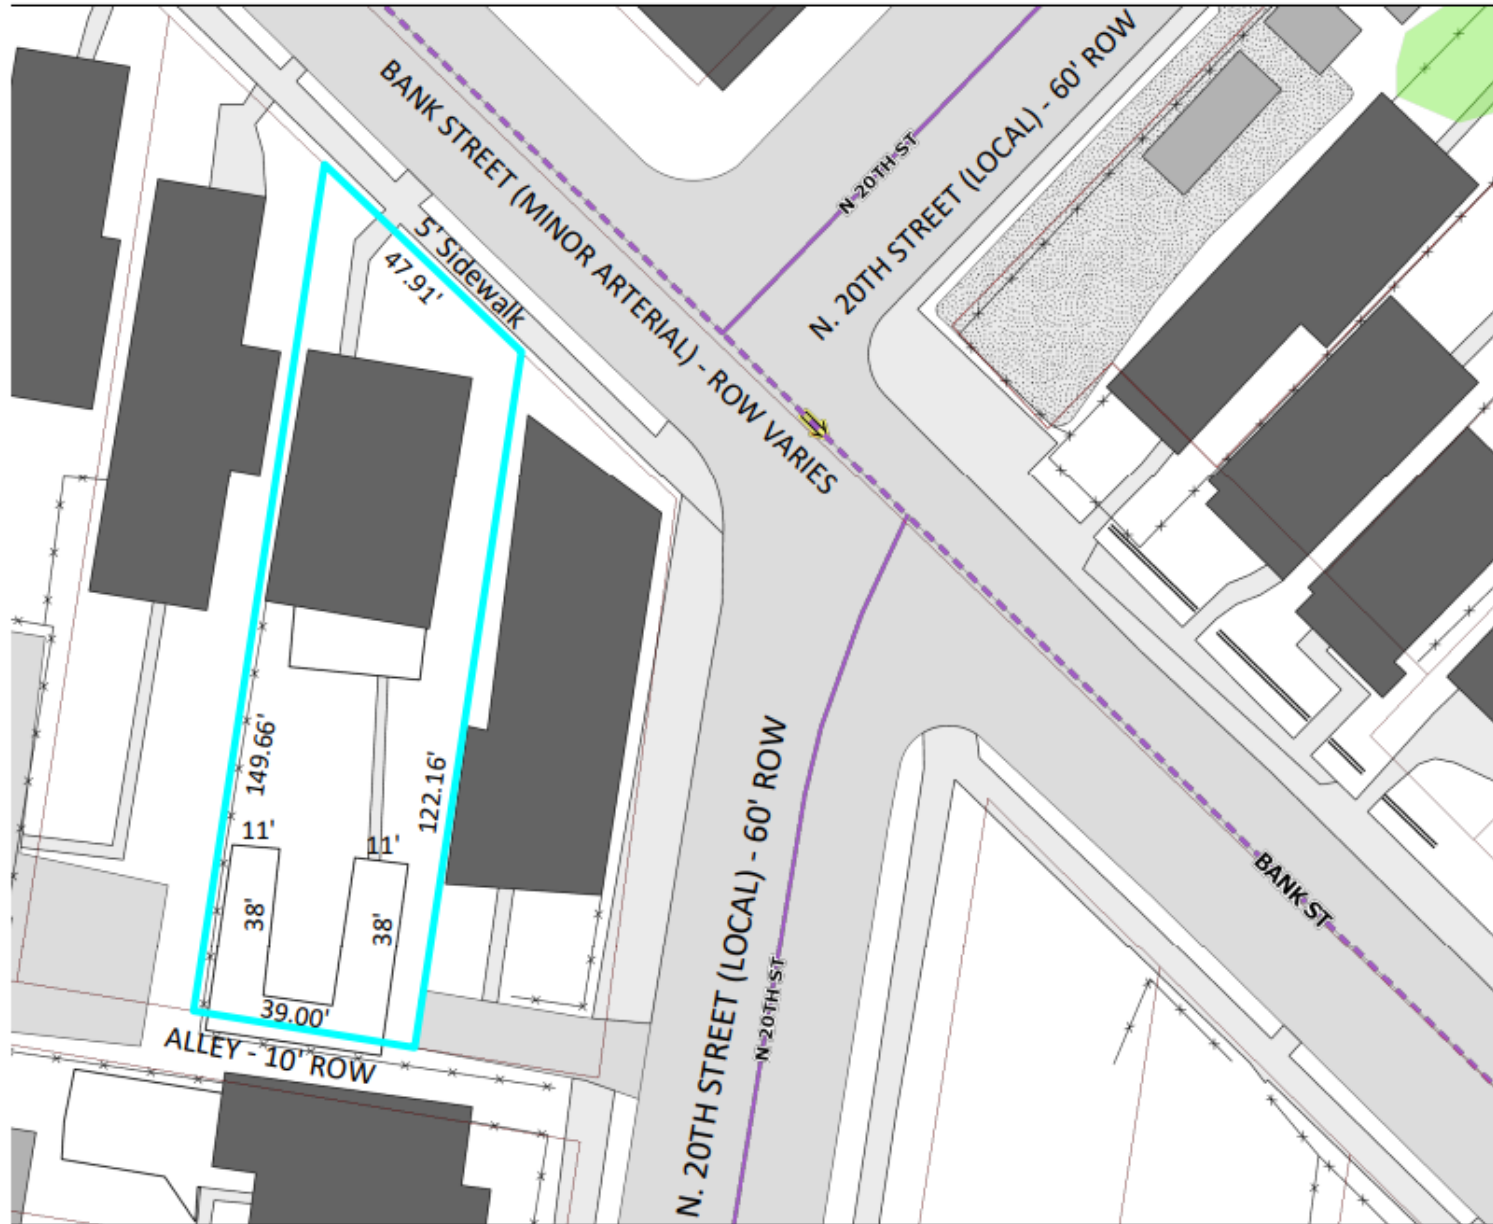 BANK STREET (MINOR ARTERIAL) - ROW VARIES
N 20TH ST
N. 20TH STREET (LOCAL) - 60' ROW
5' Sidewalk
47.91'
149.66'
122.16'
11'
11'
38'
38'
39.00'
ALLEY - 10' ROW
N. 20TH STREET (LOCAL) - 60' ROW
N 20TH ST
BANK ST